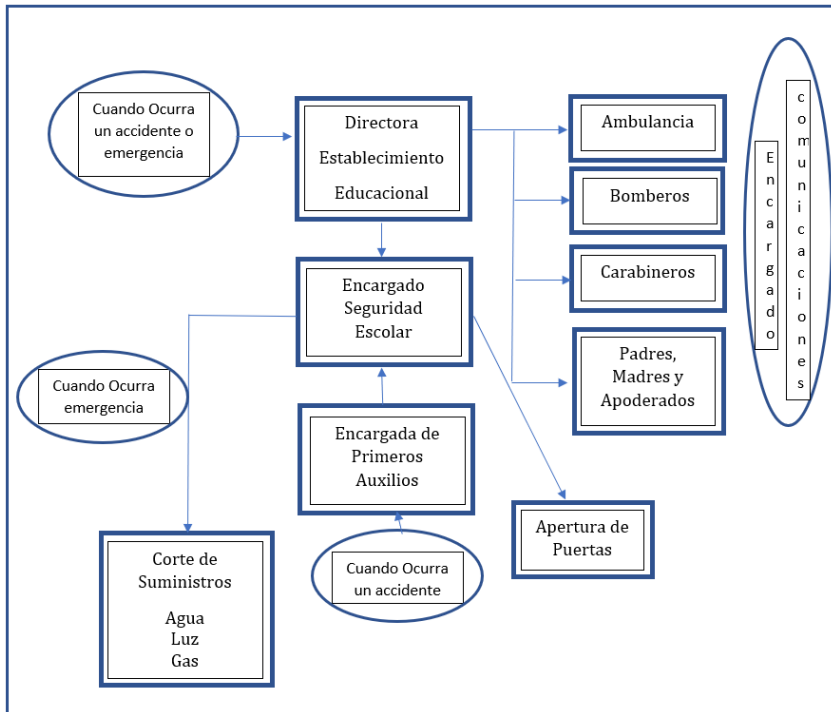 Cuando Ocurra
un accidente o
emergencia
Directora
Establecimiento
Educacional
Ambulancia
Bomberos
Carabineros
Padres,
Madres y
Apoderados
Encargado
comunicaciones
Encargado
Seguridad
Escolar
Cuando Ocurra
emergencia
Encargada de
Primeros
Auxilios
Cuando Ocurra
un accidente
Apertura de
Puertas
Corte de
Suministros
Agua
Luz
Gas